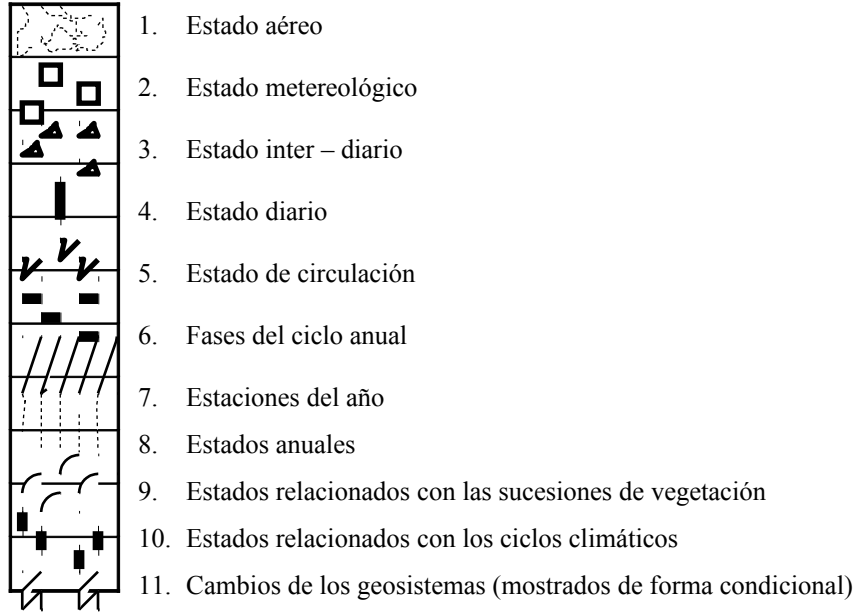 1. Estado aéreo
2. Estado metereológico
3. Estado inter – diario
4. Estado diario
5. Estado de circulación
6. Fases del ciclo anual
7. Estaciones del año
8. Estados anuales
9. Estados relacionados con las sucesiones de vegetación
10. Estados relacionados con los ciclos climáticos
11. Cambios de los geosistemas (mostrados de forma condicional)